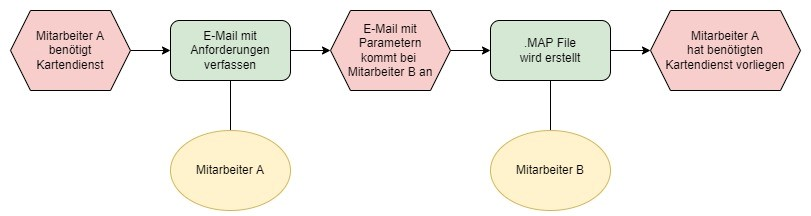 Mitarbeiter A
benötigt
Kartendienst
E-Mail mit
Anforderungen
verfassen
E-Mail mit
Parametern
kommt bei
Mitarbeiter B an
.MAP File
wird erstellt
Mitarbeiter A
hat benötigten
Kartendienst vorliegen
Mitarbeiter A
Mitarbeiter B